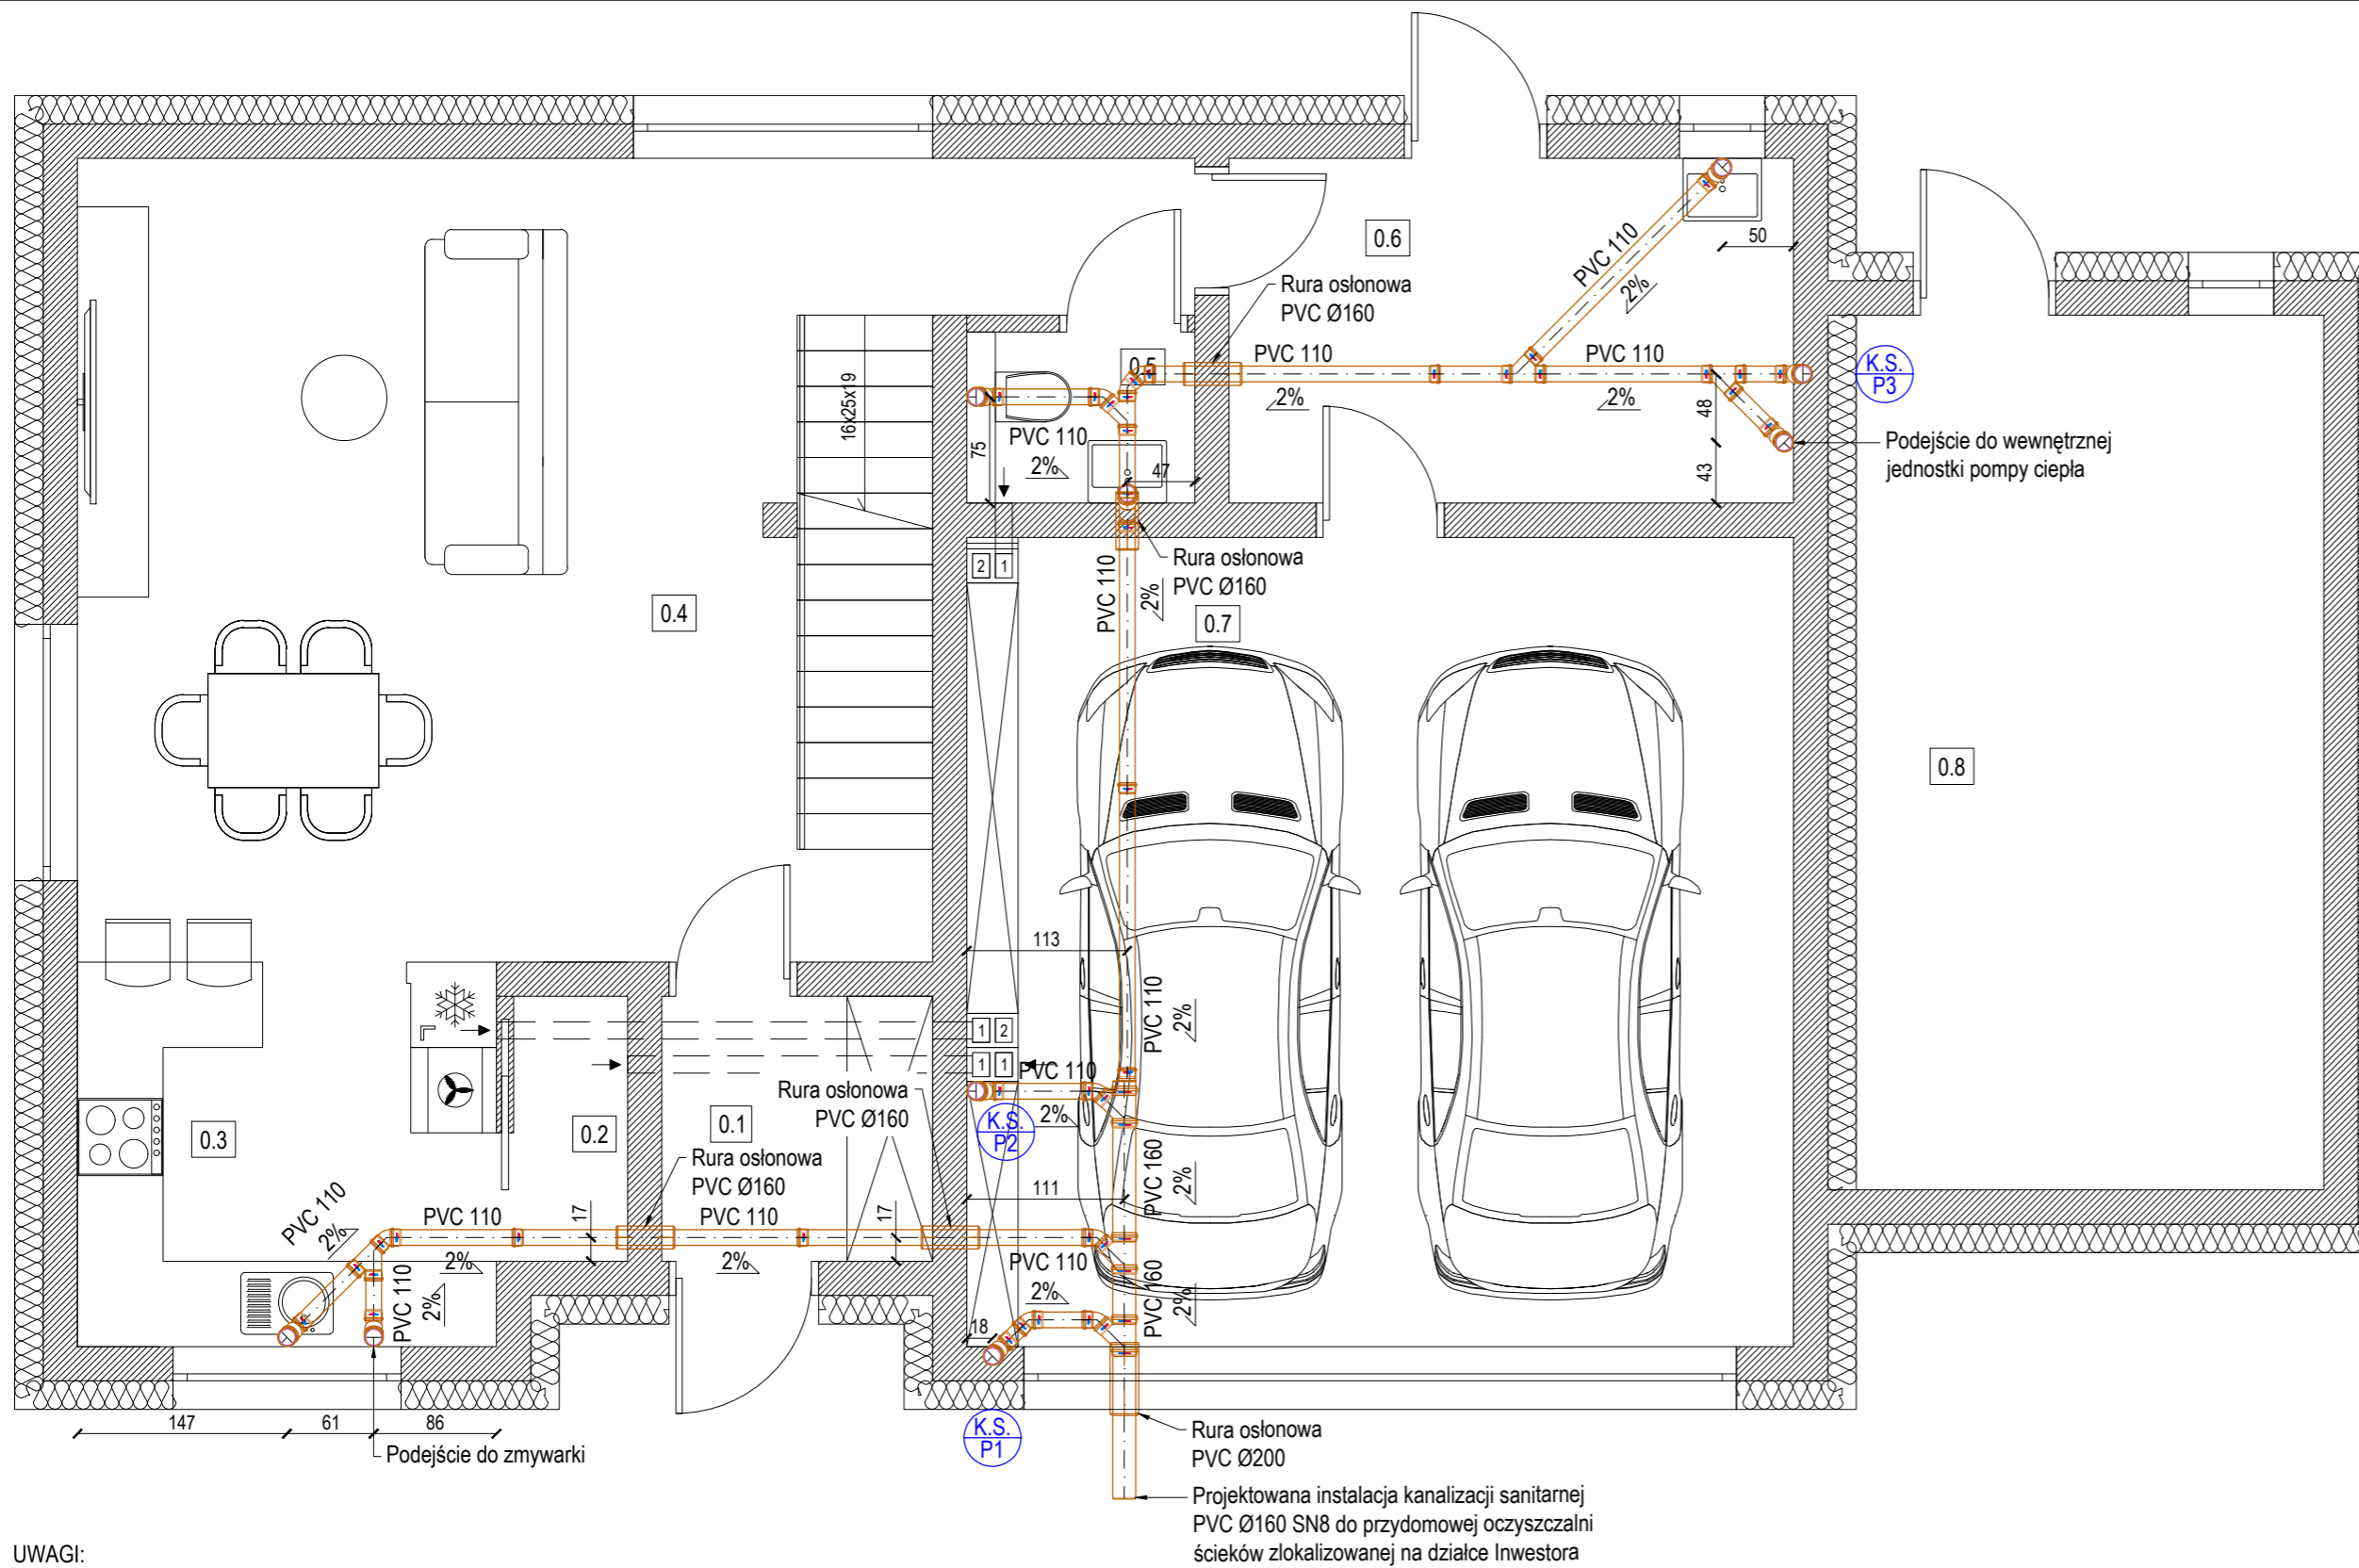 0.6
50
PVC 110
2%
Rura osłonowa
PVC Ø160
PVC 110
2%
PVC 110
2%
K.S.
P3
0.5
16x25x19
75
PVC 110
2%
47
48
43
Podejście do wewnętrznej
jednostki pompy ciepła
2 1
Rura osłonowa
PVC Ø160
PVC 110
2%
0.4
0.7
0.8
113
PVC 110
2%
1 2
1 1
PVC 110
2%
K.S.
P2
Rura osłonowa
PVC Ø160
0.3
0.2
0.1
Rura osłonowa
PVC Ø160
111
PVC 160
2%
PVC 110
2%
PVC 110
2%
17
PVC 110
2%
17
PVC 110
2%
PVC 110
2%
PVC 160
2%
18
147
61
86
Podejście do zmywarki
K.S.
P1
Rura osłonowa
PVC Ø200
Projektowana instalacja kanalizacji sanitarnej
PVC Ø160 SN8 do przydomowej oczyszczalni
ścieków zlokalizowanej na działce Inwestora
UWAGI: